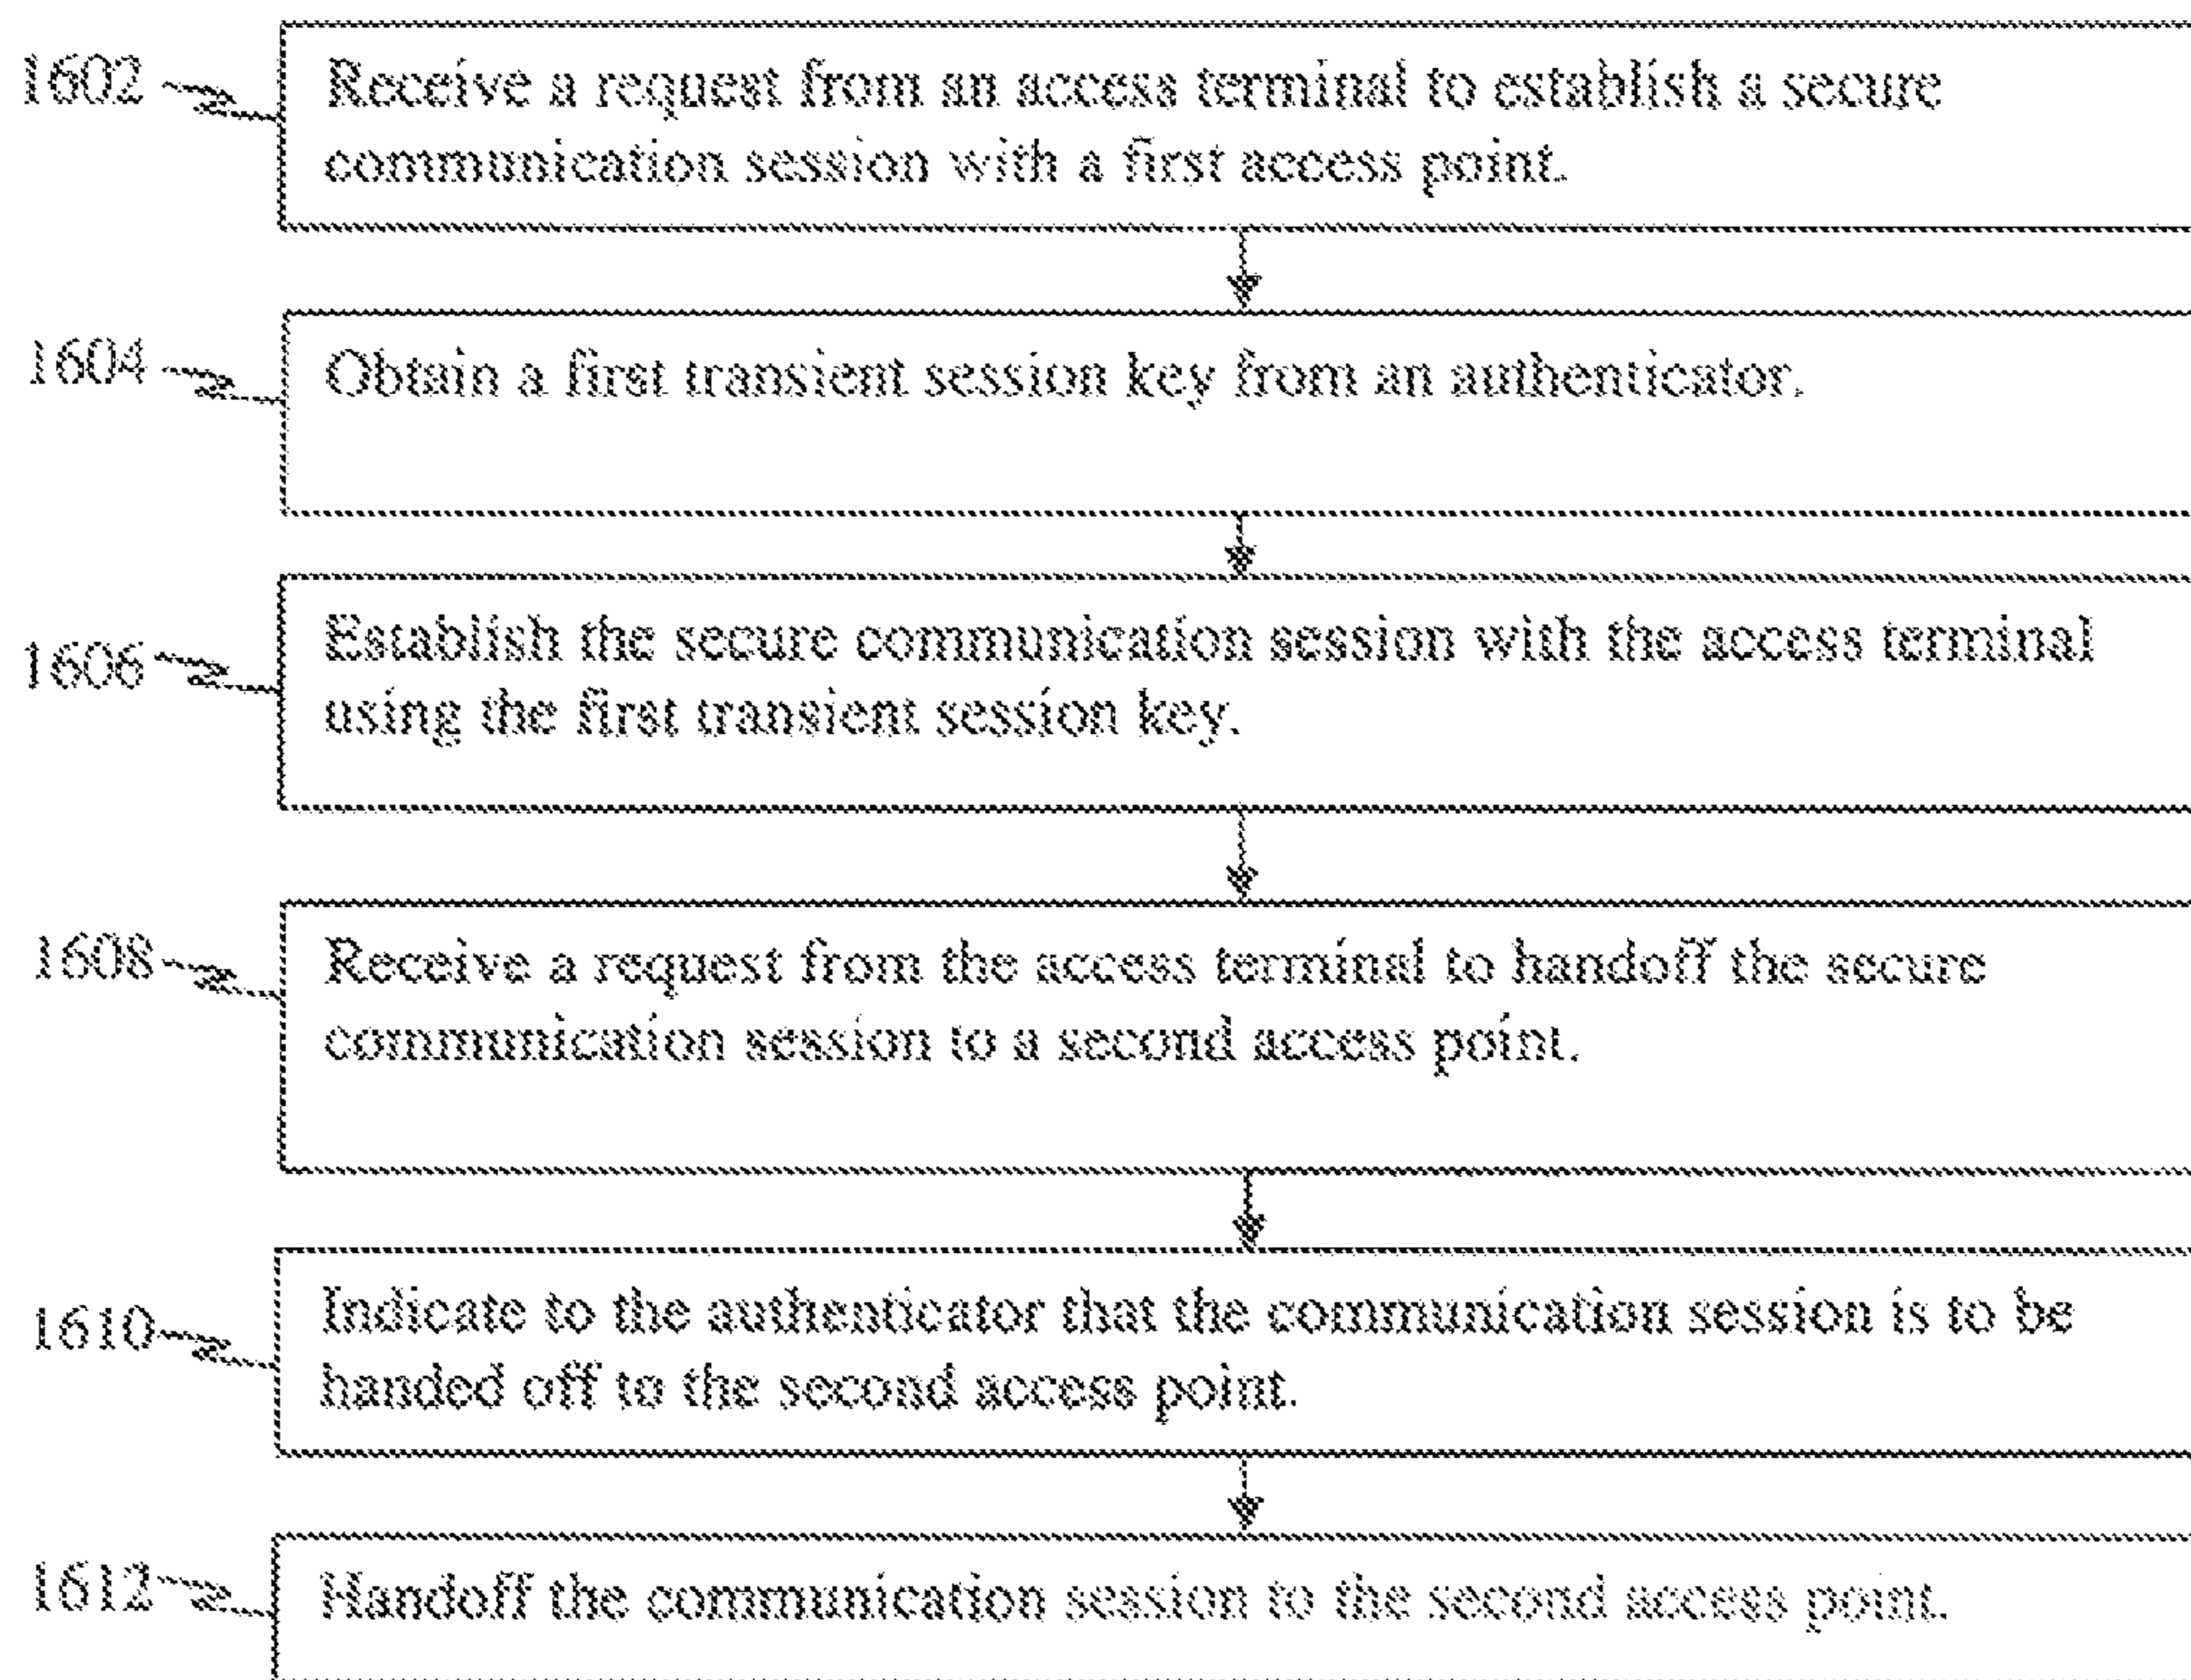 1602
Receive a request from an access terminal to establish a secure
communication session with a first access point.
1604
Obtain a first transient session key from an authenticator.
1606
Establish the secure communication session with the access terminal
using the first transient session key.
1608
Receive a request from the access terminal to handoff the secure
communication session to a second access point.
1610
Indicate to the authenticator that the communication session is to be
handed off to the second access point.
1612
Handoff the communication session to the second access point.